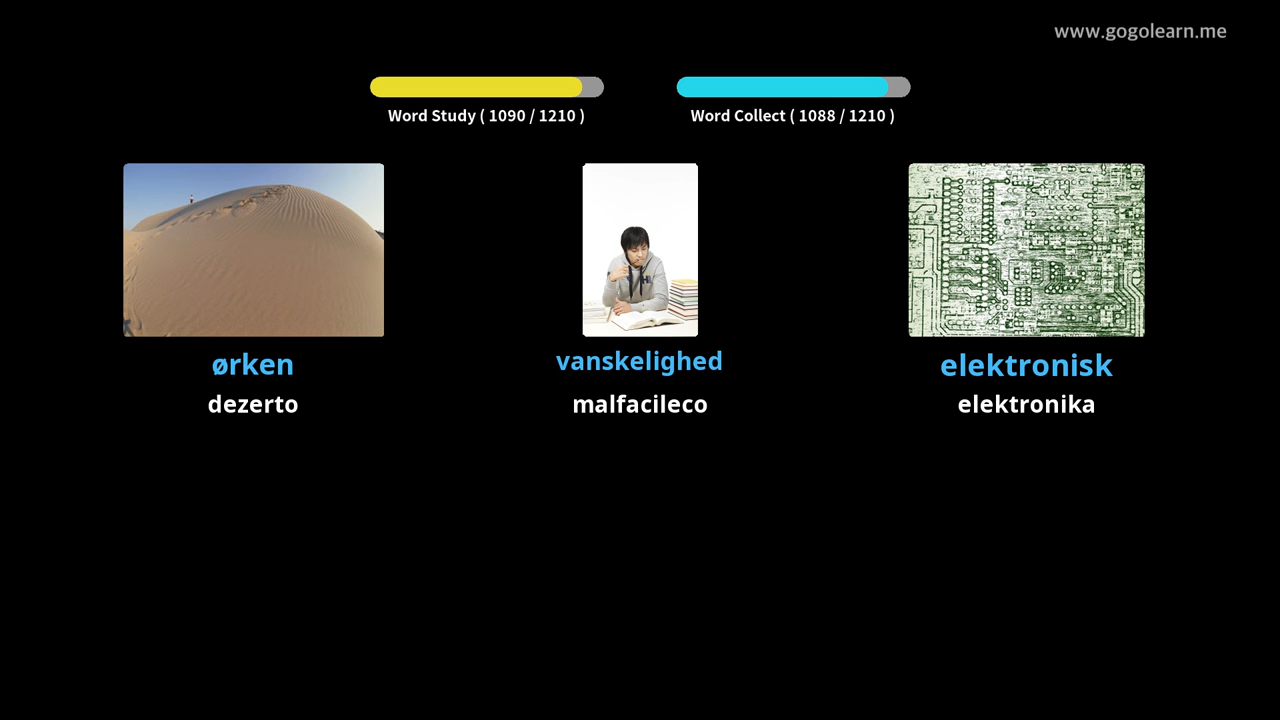 www.gogolearn.me
Word Study ( 1090 / 1210 )
Word Collect ( 1088 / 1210 )
ørken
vanskelighed
elektronisk
dezerto
malfacileco
elektronika